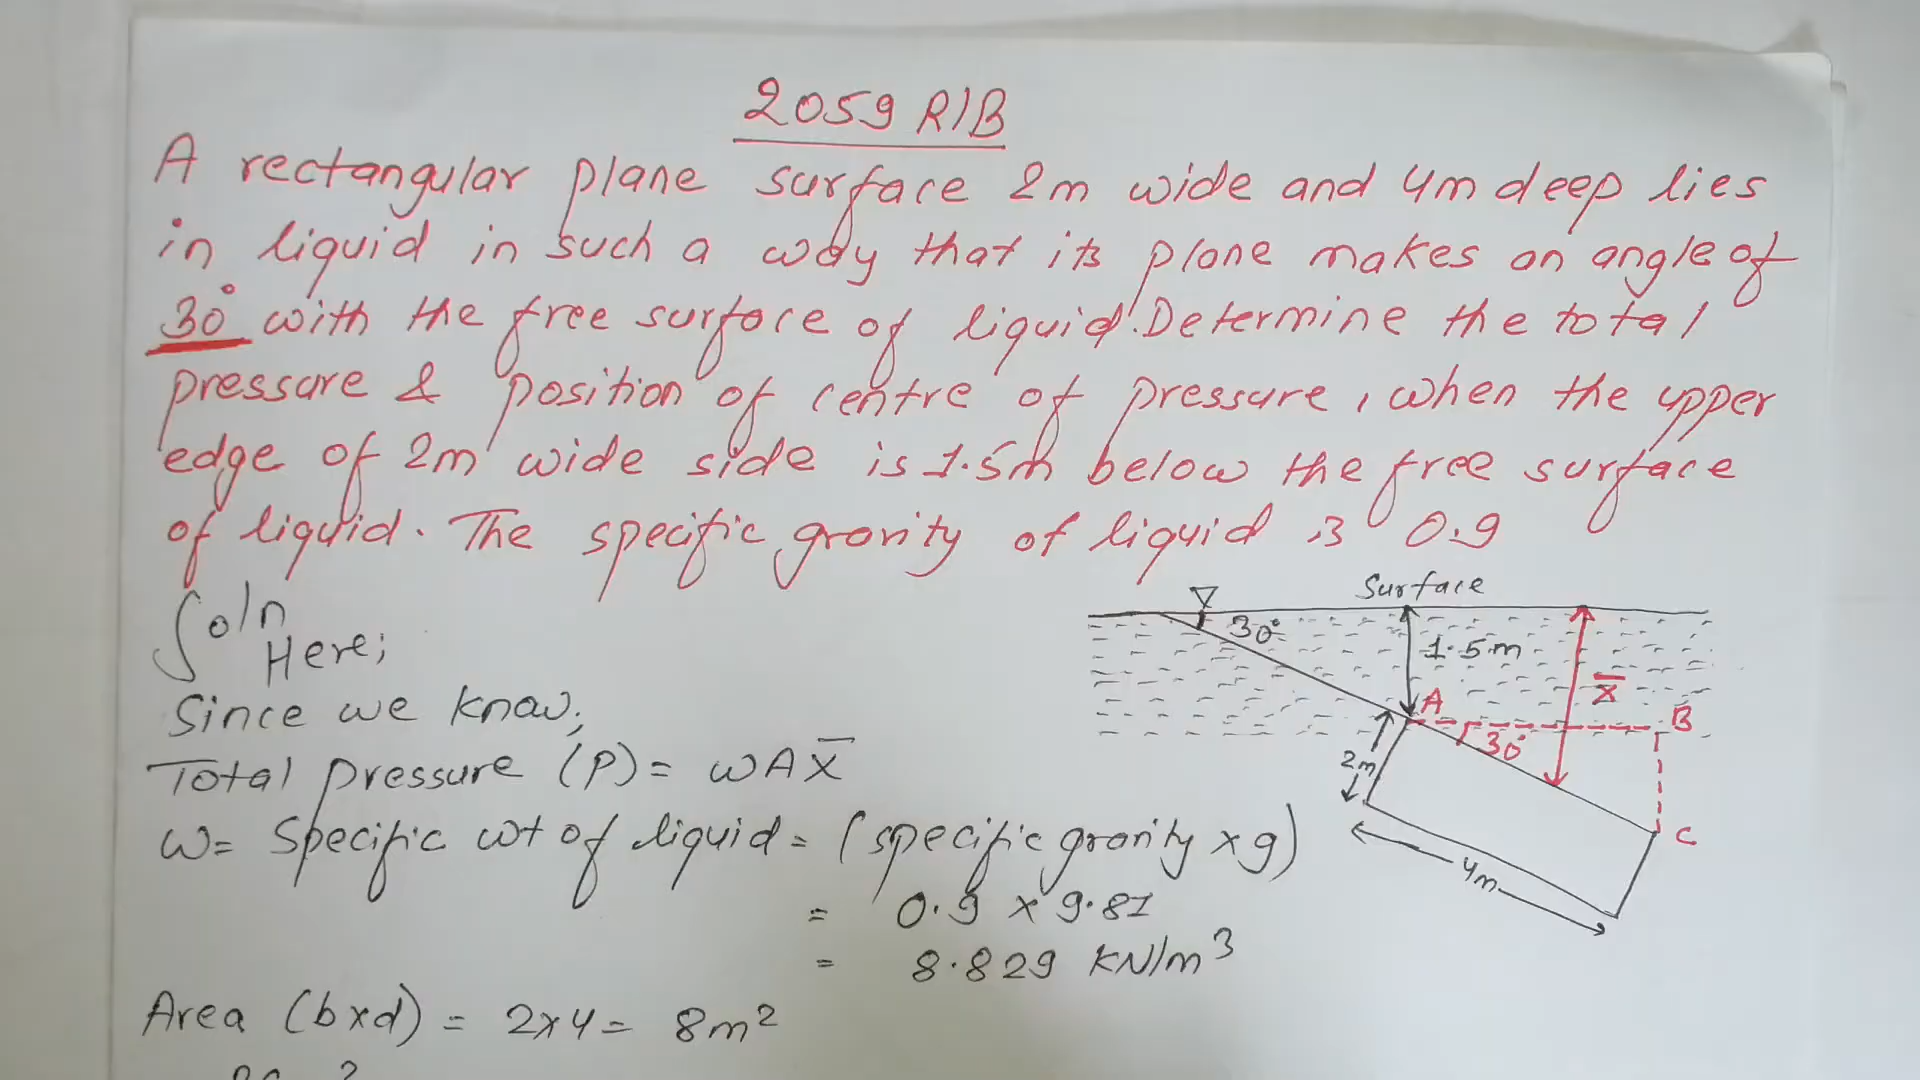 2059 R/B
A rectangular plane surface 2m wide and 4m deep lies
in liquid in such a way that its plane makes an angle of
30° with the free surface of liquid. Determine the total
pressure & position of centre of pressure, when the upper
edge of 2m wide side is 1.5m below the free surface
of liquid. The specific gravity of liquid is 0.9
Soln
Here;
Since we know;
Total pressure (P) = wAx̅
w = Specific wt of liquid = (specific gravity x g)
= 0.9 x 9.81
= 8.829 KN/m³
Area (bxd) = 2x4 = 8m²
Surface
30°
1.5m
x̅
A
B
30°
2m
C
4m